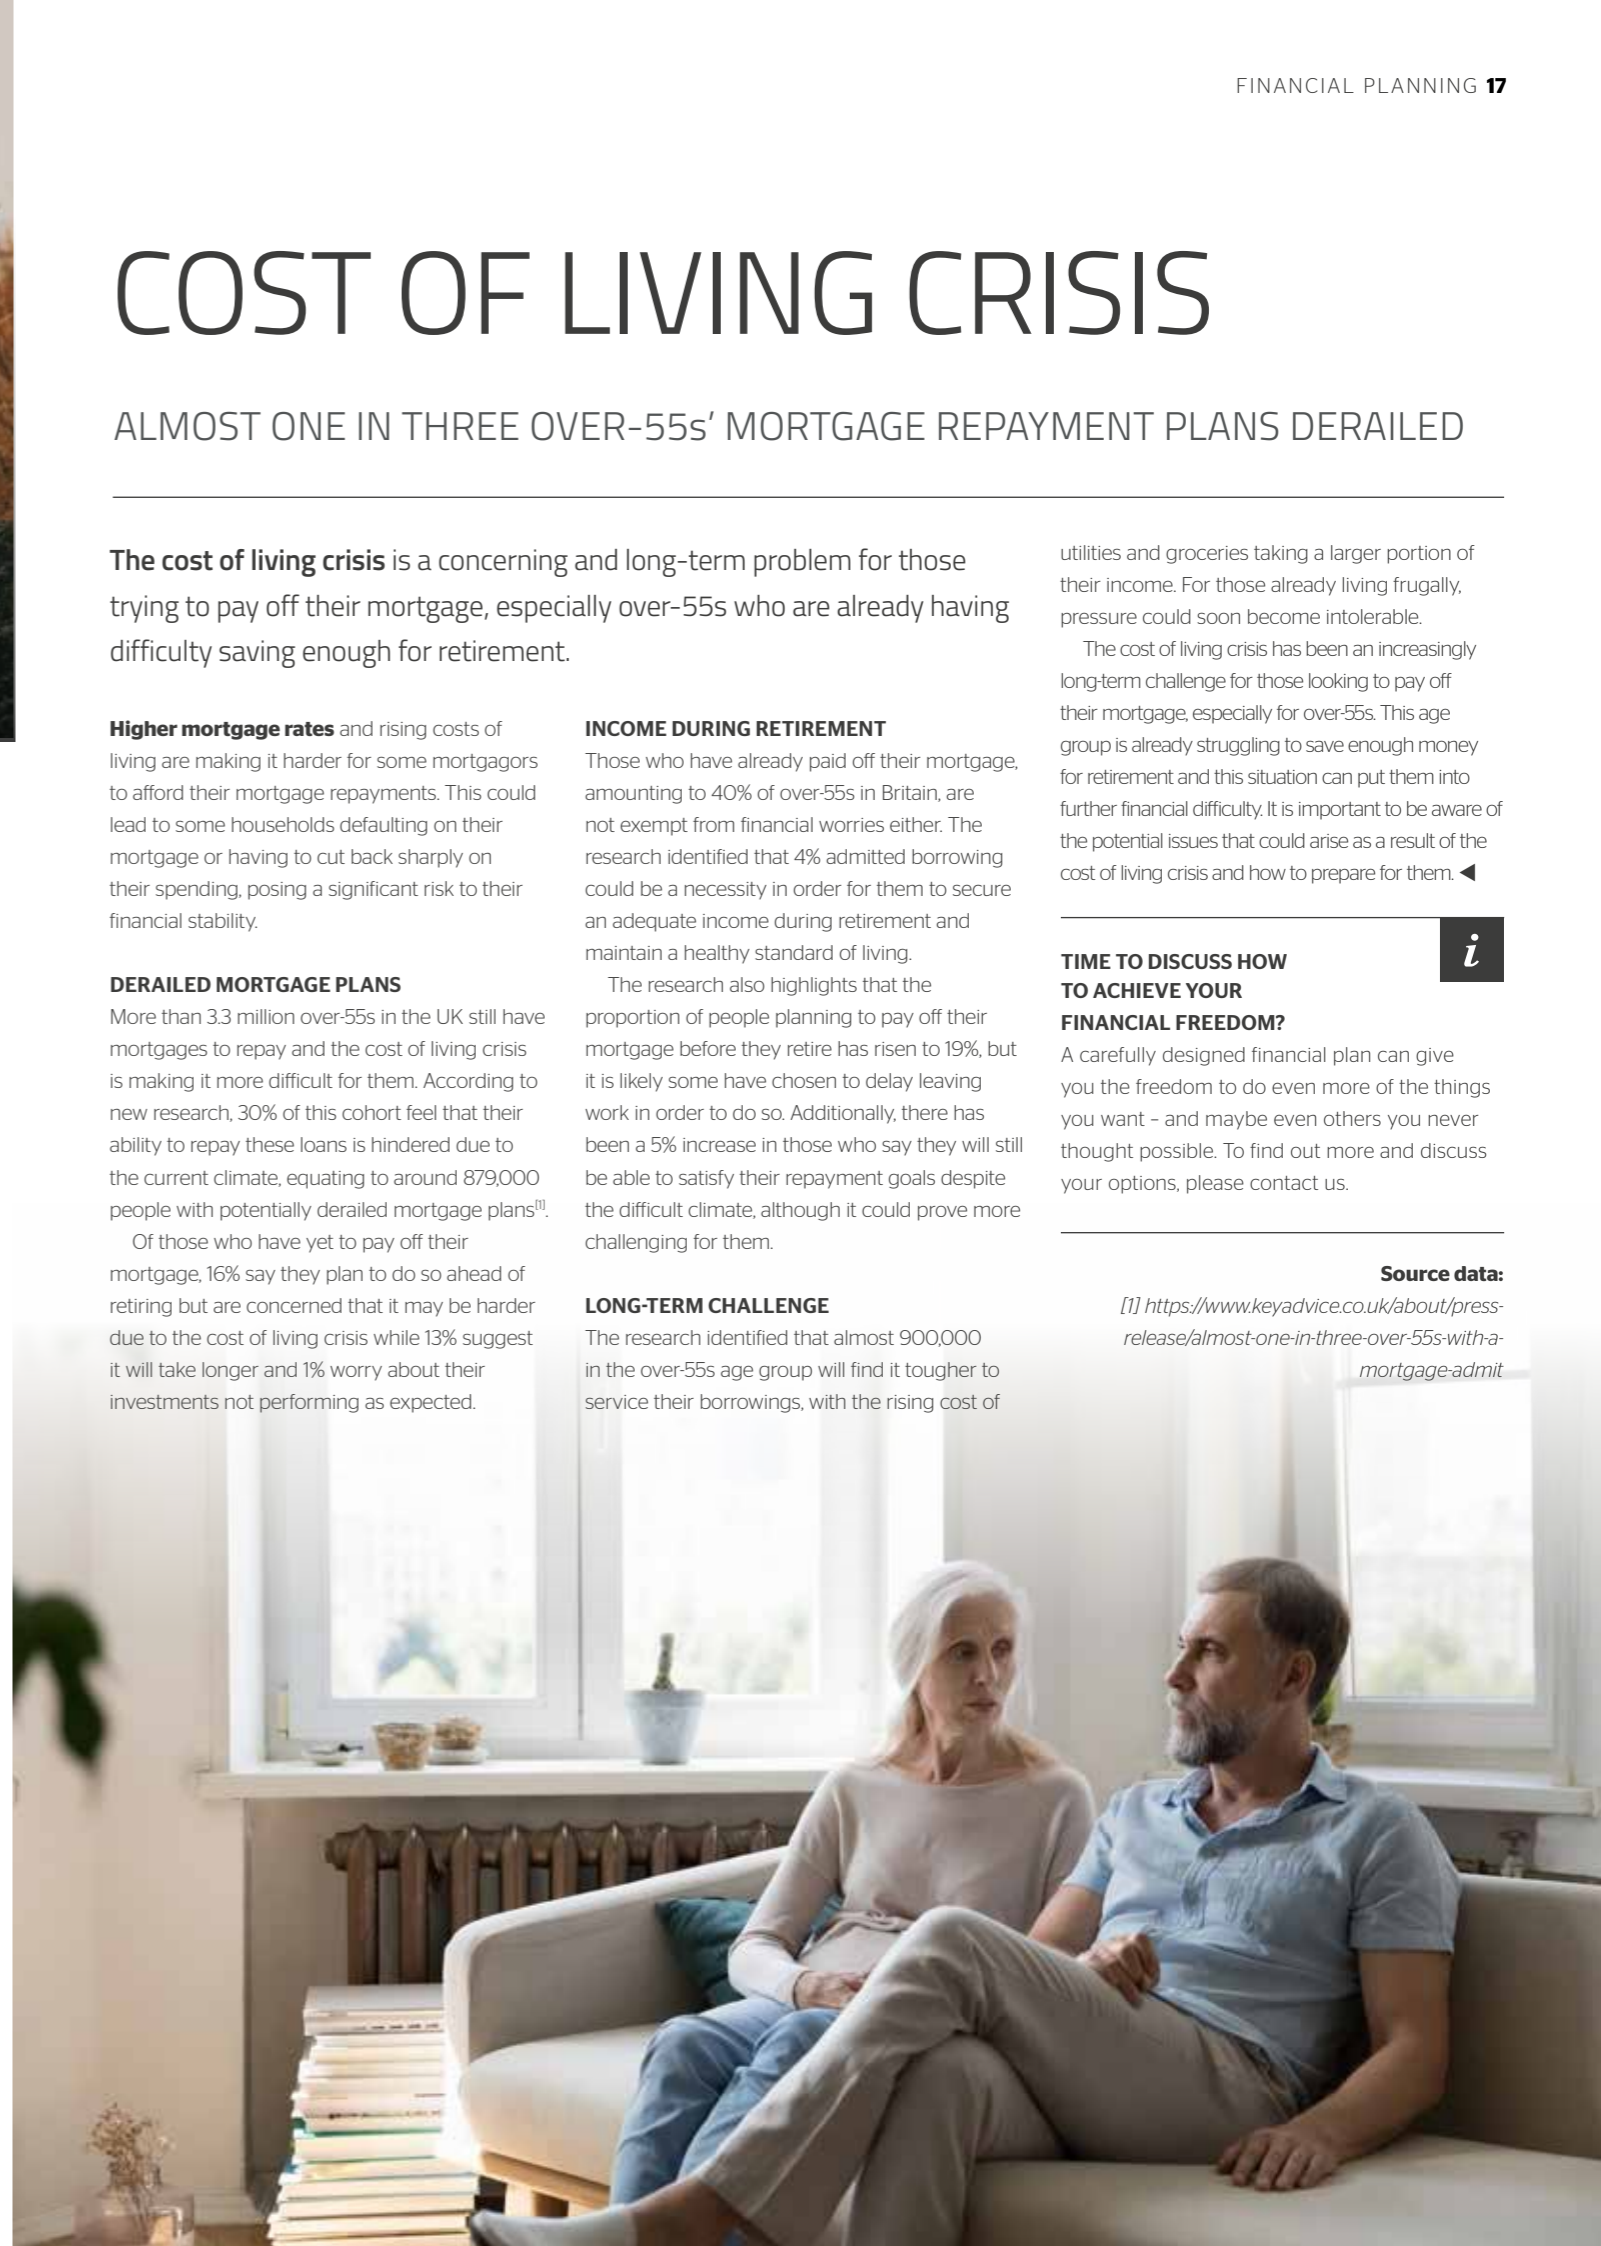 FINANCIAL PLANNING 17
COST OF LIVING CRISIS
ALMOST ONE IN THREE OVER-55s’ MORTGAGE REPAYMENT PLANS DERAILED
The cost of living crisis is a concerning and long-term problem for those
trying to pay off their mortgage, especially over-55s who are already having
difficulty saving enough for retirement.
Higher mortgage rates and rising costs of
living are making it harder for some mortgagors
to afford their mortgage repayments. This could
lead to some households defaulting on their
mortgage or having to cut back sharply on
their spending, posing a significant risk to their
financial stability.
DERAILED MORTGAGE PLANS
More than 3.3 million over-55s in the UK still have
mortgages to repay and the cost of living crisis
is making it more difficult for them. According to
new research, 30% of this cohort feel that their
ability to repay these loans is hindered due to
the current climate, equating to around 879,000
people with potentially derailed mortgage plans[1].
Of those who have yet to pay off their
mortgage, 16% say they plan to do so ahead of
retiring but are concerned that it may be harder
due to the cost of living crisis while 13% suggest
it will take longer and 1% worry about their
investments not performing as expected.
INCOME DURING RETIREMENT
Those who have already paid off their mortgage,
amounting to 40% of over-55s in Britain, are
not exempt from financial worries either. The
research identified that 4% admitted borrowing
could be a necessity in order for them to secure
an adequate income during retirement and
maintain a healthy standard of living.
The research also highlights that the
proportion of people planning to pay off their
mortgage before they retire has risen to 19%, but
it is likely some have chosen to delay leaving
work in order to do so. Additionally, there has
been a 5% increase in those who say they will still
be able to satisfy their repayment goals despite
the difficult climate, although it could prove more
challenging for them.
LONG-TERM CHALLENGE
The research identified that almost 900,000
in the over-55s age group will find it tougher to
service their borrowings, with the rising cost of
utilities and groceries taking a larger portion of
their income. For those already living frugally,
pressure could soon become intolerable.
The cost of living crisis has been an increasingly
long-term challenge for those looking to pay off
their mortgage, especially for over-55s. This age
group is already struggling to save enough money
for retirement and this situation can put them into
further financial difficulty. It is important to be aware of
the potential issues that could arise as a result of the
cost of living crisis and how to prepare for them. ◀
i
TIME TO DISCUSS HOW
TO ACHIEVE YOUR
FINANCIAL FREEDOM?
A carefully designed financial plan can give
you the freedom to do even more of the things
you want – and maybe even others you never
thought possible. To find out more and discuss
your options, please contact us.
Source data:
[1] https://www.keyadvice.co.uk/about/press-
release/almost-one-in-three-over-55s-with-a-
mortgage-admit